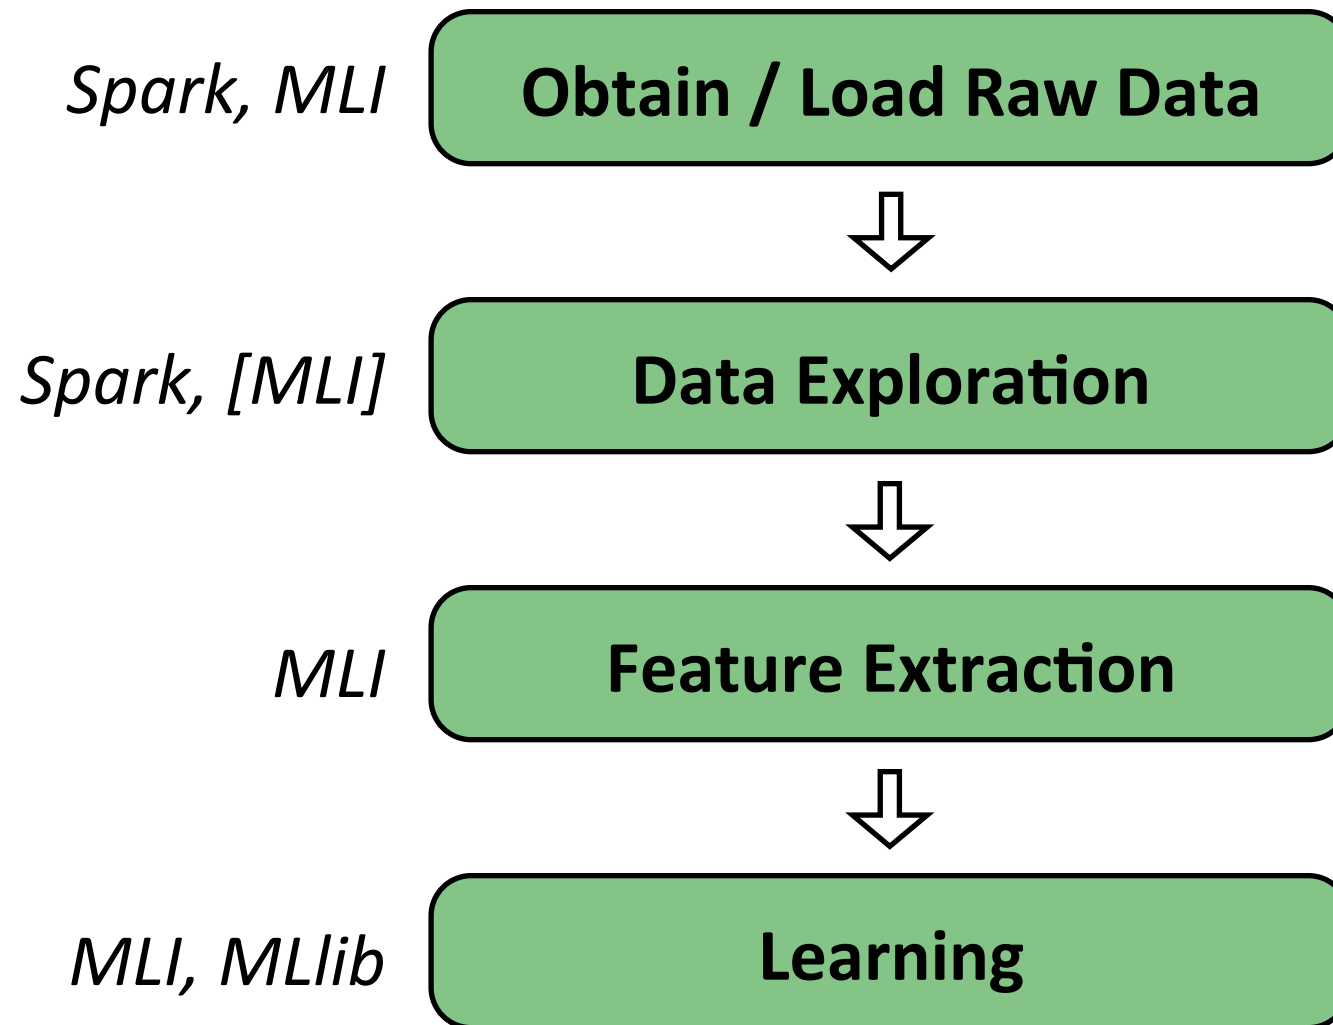 Spark, MLI
Obtain / Load Raw Data
Spark, [MLI]
Data Exploration
MLI
Feature Extraction
MLI, MLlib
Learning